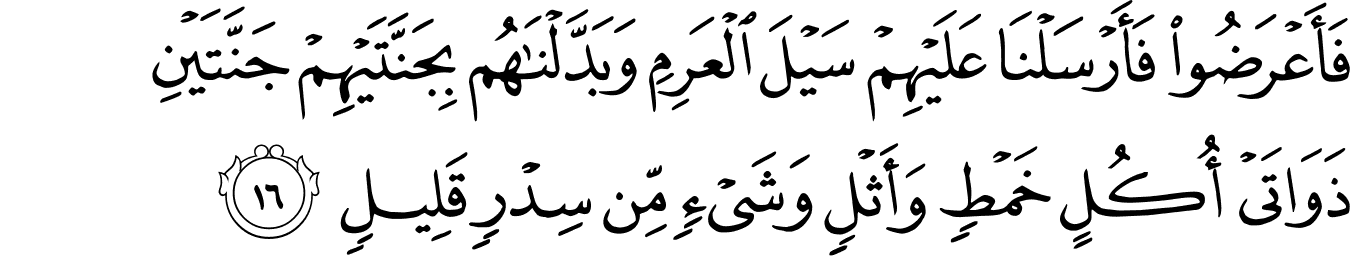 فَأَعْرَضُوا۟ فَأَرْسَلْنَا عَلَيْهِمْ سَيْلَ ٱلْعَرِمِ وَبَدَّلْنَٰهُم بِجَنَّتَيْهِمْ جَنَّتَيْنِ
ذَوَاتَىْ أُكُلٍ خَمْطٍ وَأَثْلٍ وَشَىْءٍ مِّن سِدْرٍ قَلِيلٍ ١٦